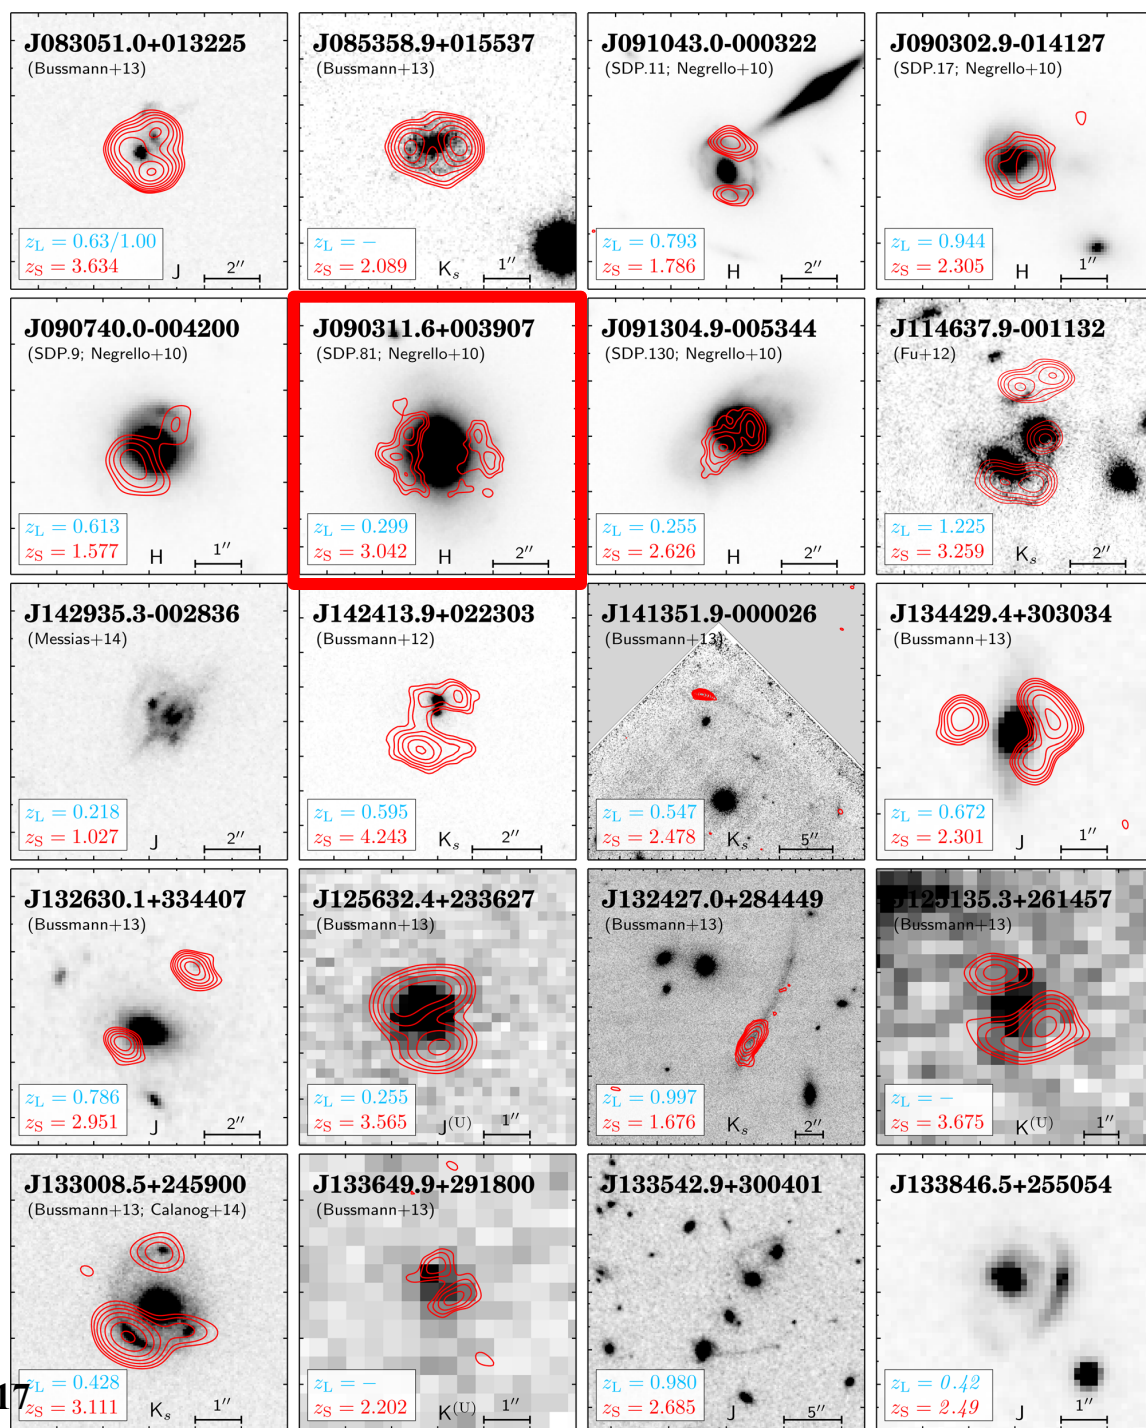 J083051.0+013225
(Bussmann+13)
z_L = 0.63/1.00
z_S = 3.634
J
2″
J085358.9+015537
(Bussmann+13)
z_L = −
z_S = 2.089
K_s
1″
J091043.0-000322
(SDP.11; Negrello+10)
z_L = 0.793
z_S = 1.786
H
2″
J090302.9-014127
(SDP.17; Negrello+10)
z_L = 0.944
z_S = 2.305
H
1″
J090740.0-004200
(SDP.9; Negrello+10)
z_L = 0.613
z_S = 1.577
H
1″
J090311.6+003907
(SDP.81; Negrello+10)
z_L = 0.299
z_S = 3.042
H
2″
J091304.9-005344
(SDP.130; Negrello+10)
z_L = 0.255
z_S = 2.626
H
2″
J114637.9-001132
(Fu+12)
z_L = 1.225
z_S = 3.259
K_s
2″
J142935.3-002836
(Messias+14)
z_L = 0.218
z_S = 1.027
J
2″
J142413.9+022303
(Bussmann+12)
z_L = 0.595
z_S = 4.243
K_s
2″
J141351.9-000026
(Bussmann+13)
z_L = 0.547
z_S = 2.478
K_s
5″
J134429.4+303034
(Bussmann+13)
z_L = 0.672
z_S = 2.301
J
1″
J132630.1+334407
(Bussmann+13)
z_L = 0.786
z_S = 2.951
J
2″
J125632.4+233627
(Bussmann+13)
z_L = 0.255
z_S = 3.565
J(U)
1″
J132427.0+284449
(Bussmann+13)
z_L = 0.997
z_S = 1.676
K_s
2″
J125135.3+261457
(Bussmann+13)
z_L = −
z_S = 3.675
K(U)
1″
J133008.5+245900
(Bussmann+13; Calanog+14)
z_L = 0.428
z_S = 3.111
K_s
1″
J133649.9+291800
(Bussmann+13)
z_L = −
z_S = 2.202
K(U)
1″
J133542.9+300401
z_L = 0.980
z_S = 2.685
J
5″
J133846.5+255054
z_L = 0.42
z_S = 2.49
J
1″
17